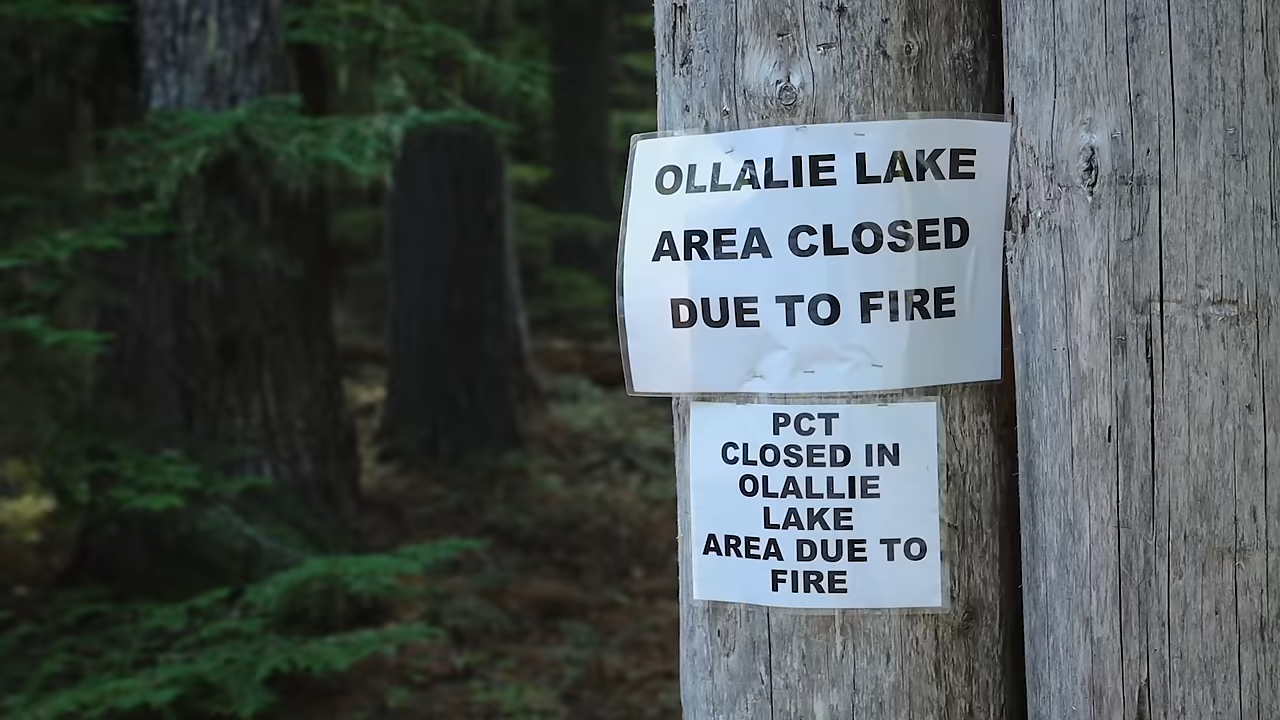 OLLALIE LAKE
AREA CLOSED
DUE TO FIRE
PCT
CLOSED IN
OLALLIE
LAKE
AREA DUE TO
FIRE